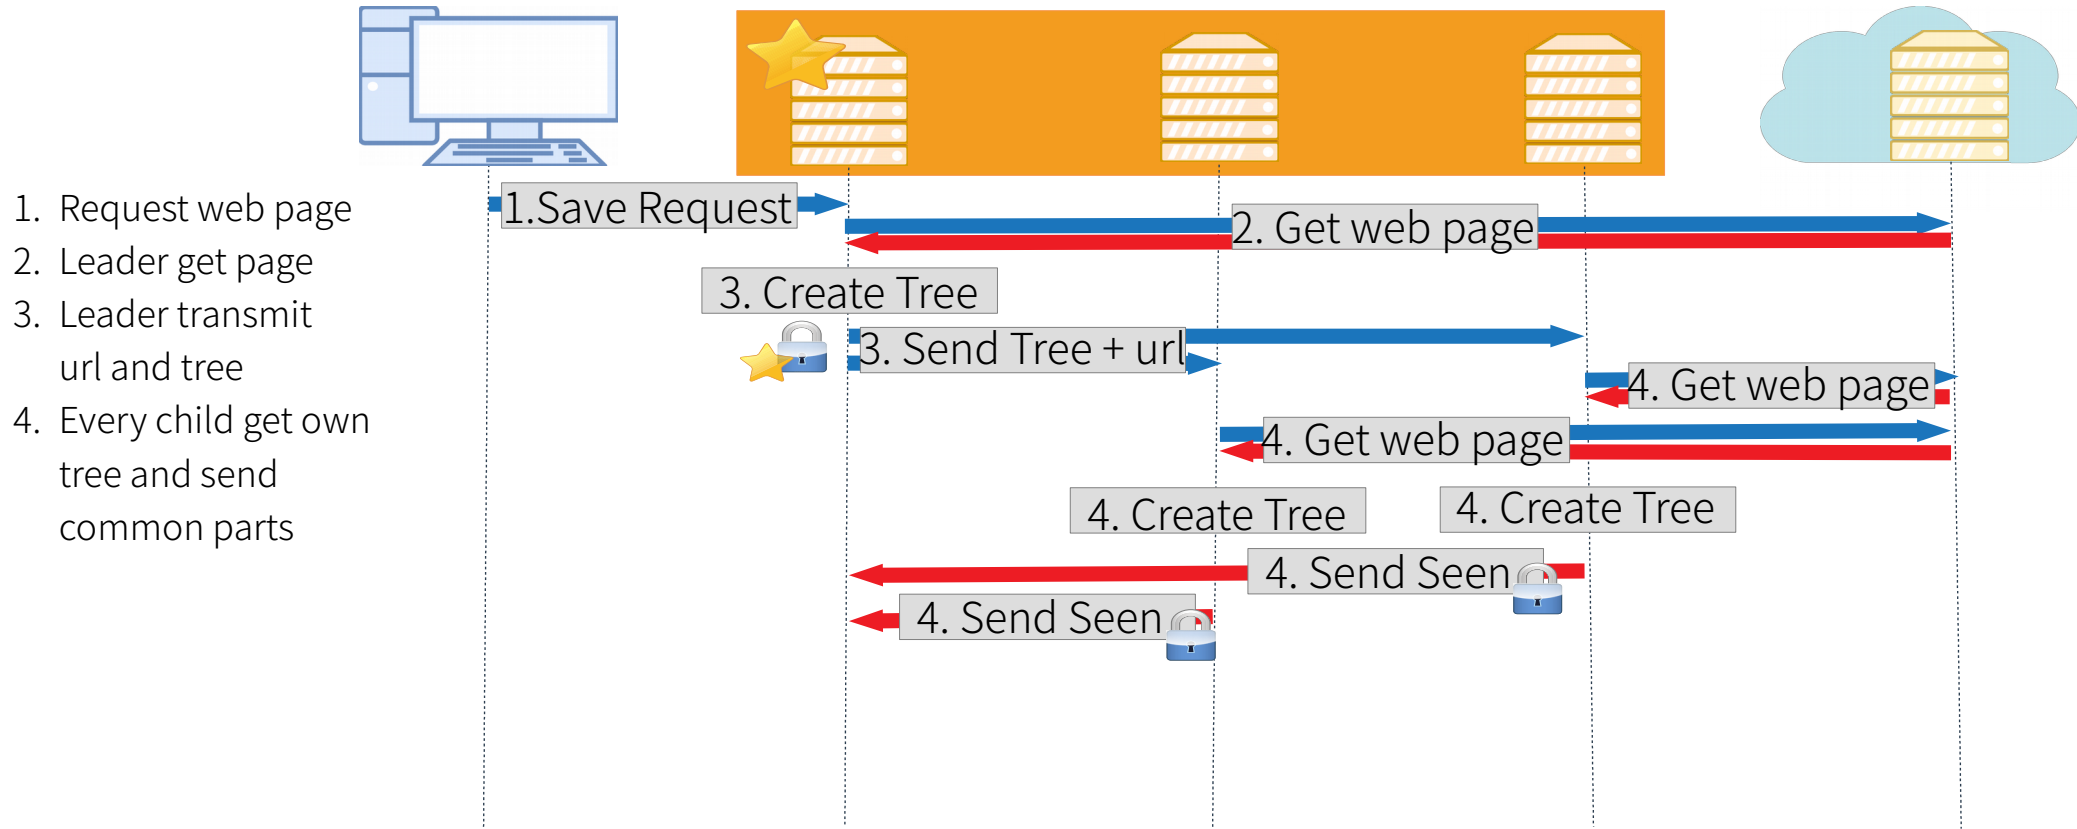 1. Request web page
2. Leader get page
3. Leader transmit
url and tree
4. Every child get own
tree and send
common parts
1.Save Request
2. Get web page
3. Create Tree
3. Send Tree + url
4. Get web page
4. Get web page
4. Create Tree
4. Create Tree
4. Send Seen
4. Send Seen